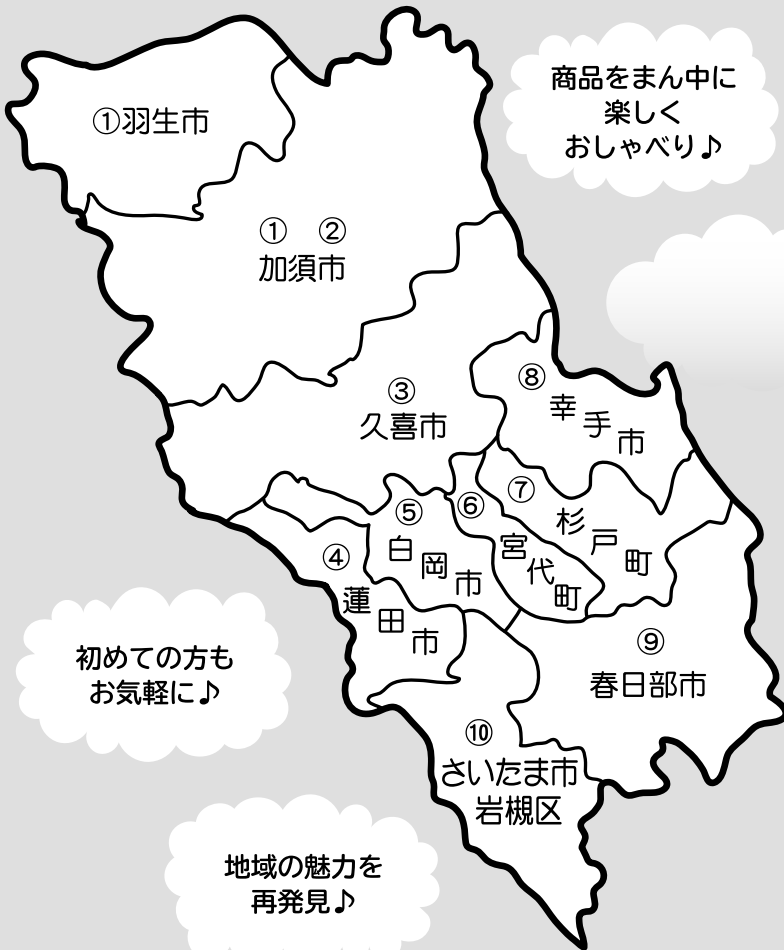 商品をまん中に
楽しく
おしゃべり♪
①羽生市
① ②
加須市
③
久喜市
⑧
幸手市
⑦
杉戸町
⑥
宮代町
⑤
白岡市
④
蓮田市
⑨
春日部市
⑩
さいたま市
岩槻区
初めての方も
お気軽に♪
地域の魅力を
再発見♪